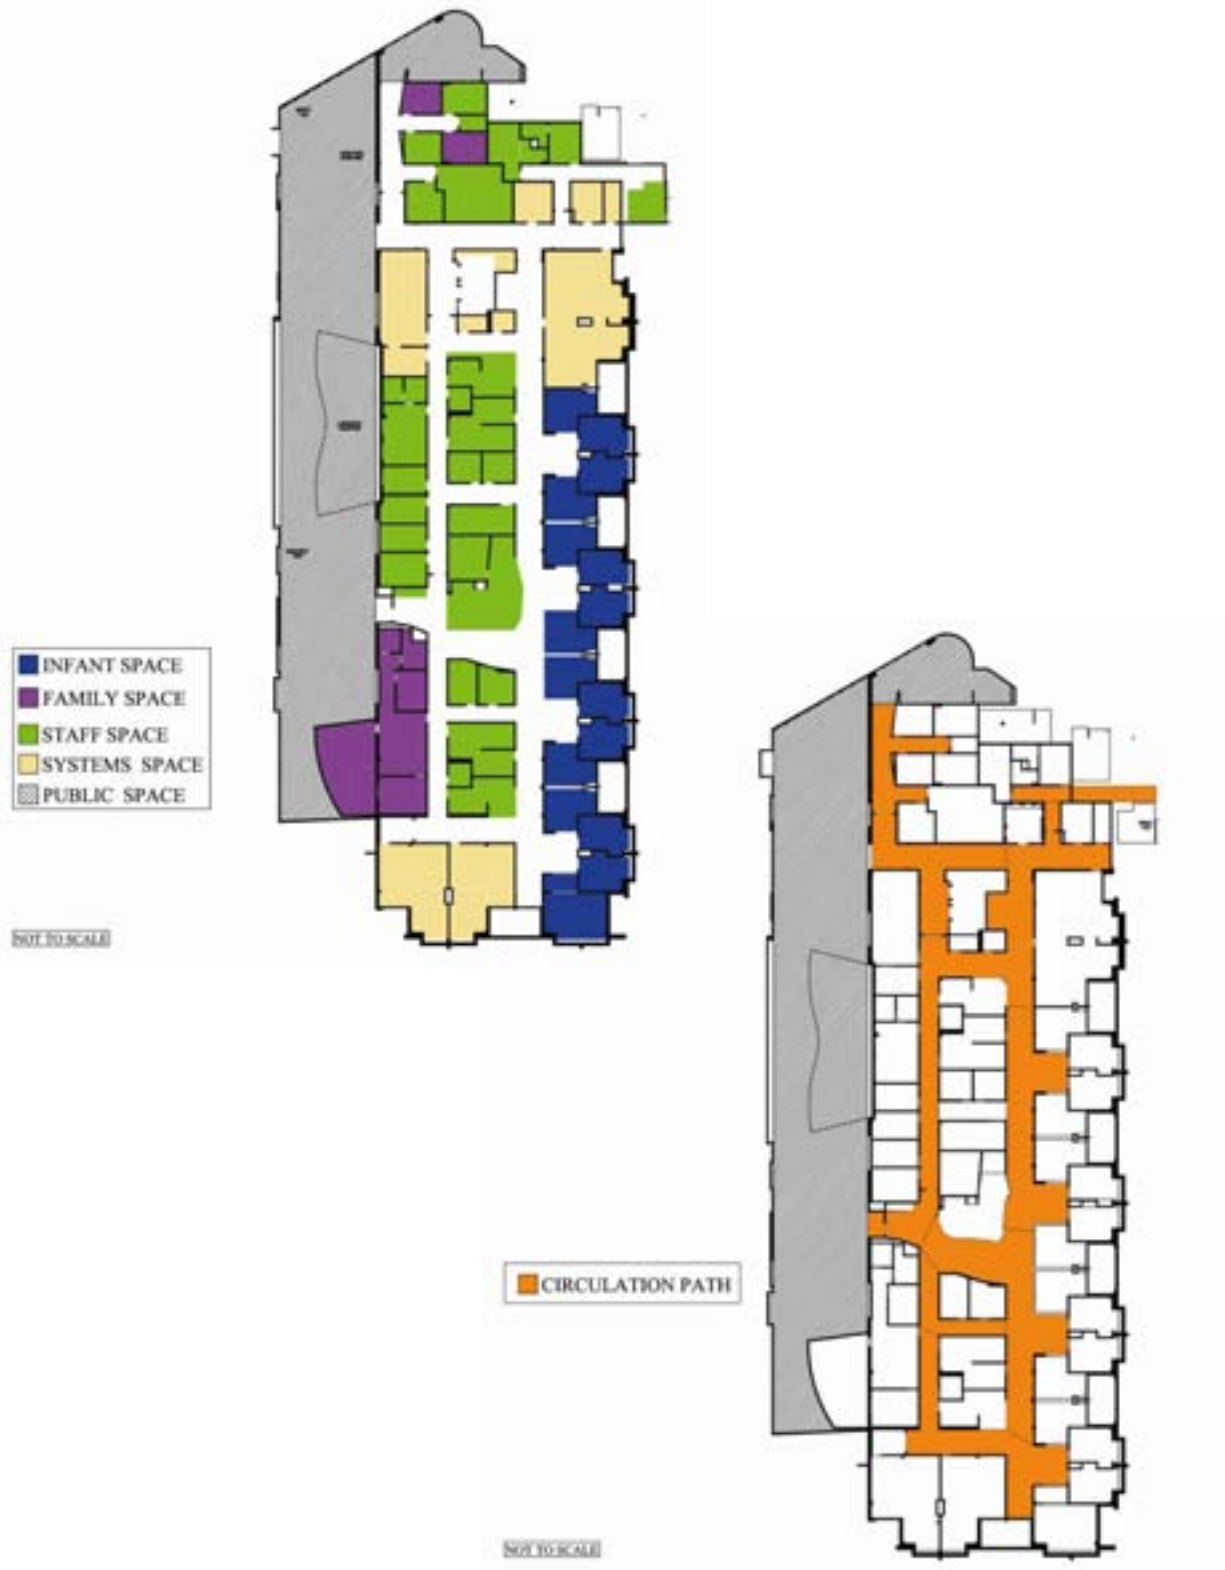 INFANT SPACE
FAMILY SPACE
STAFF SPACE
SYSTEMS SPACE
PUBLIC SPACE
NOT TO SCALE
CIRCULATION PATH
NOT TO SCALE